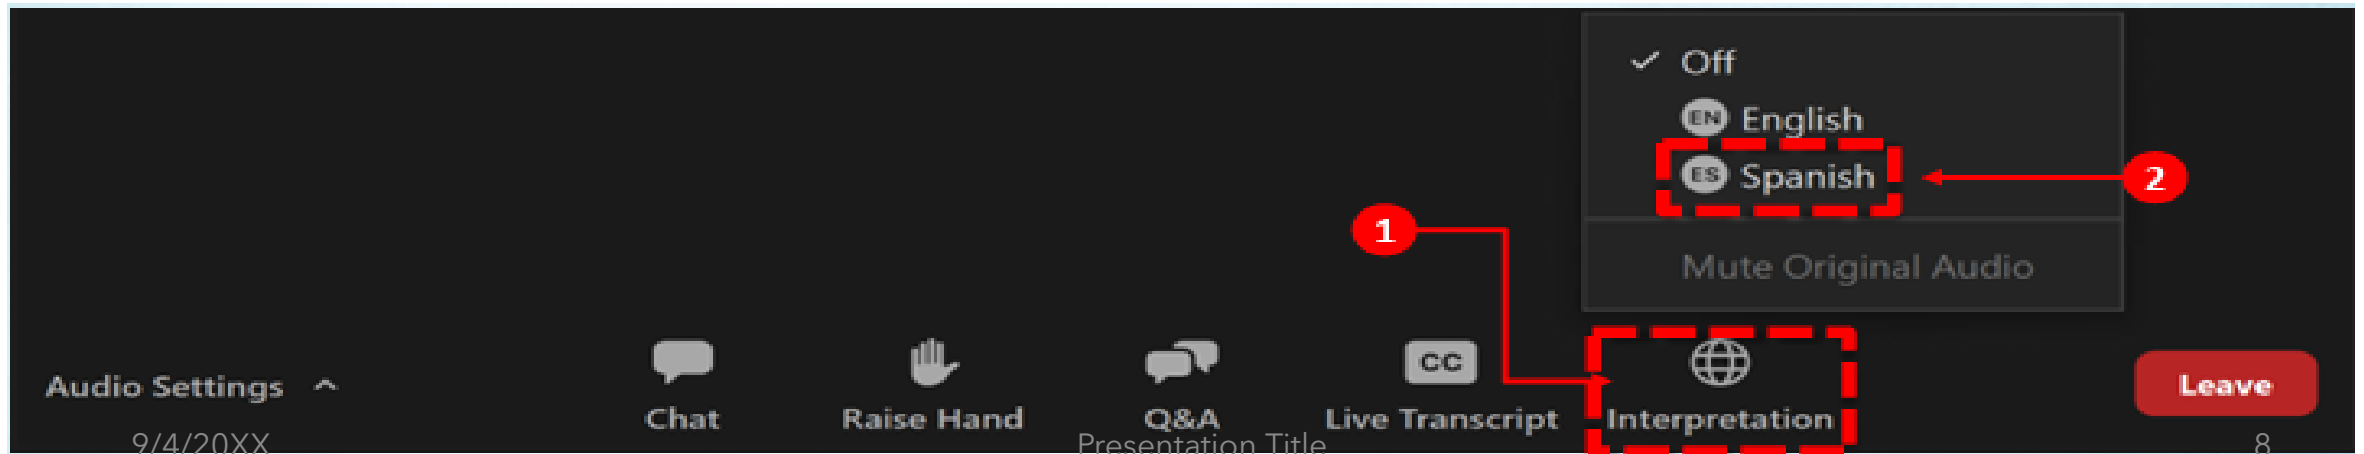 Off
EN English
ES Spanish
2
1
Mute Original Audio
CC
Audio Settings
Chat
Raise Hand
Q&A
Live Transcript
Interpretation
Leave
9/4/20XX
Presentation Title
8